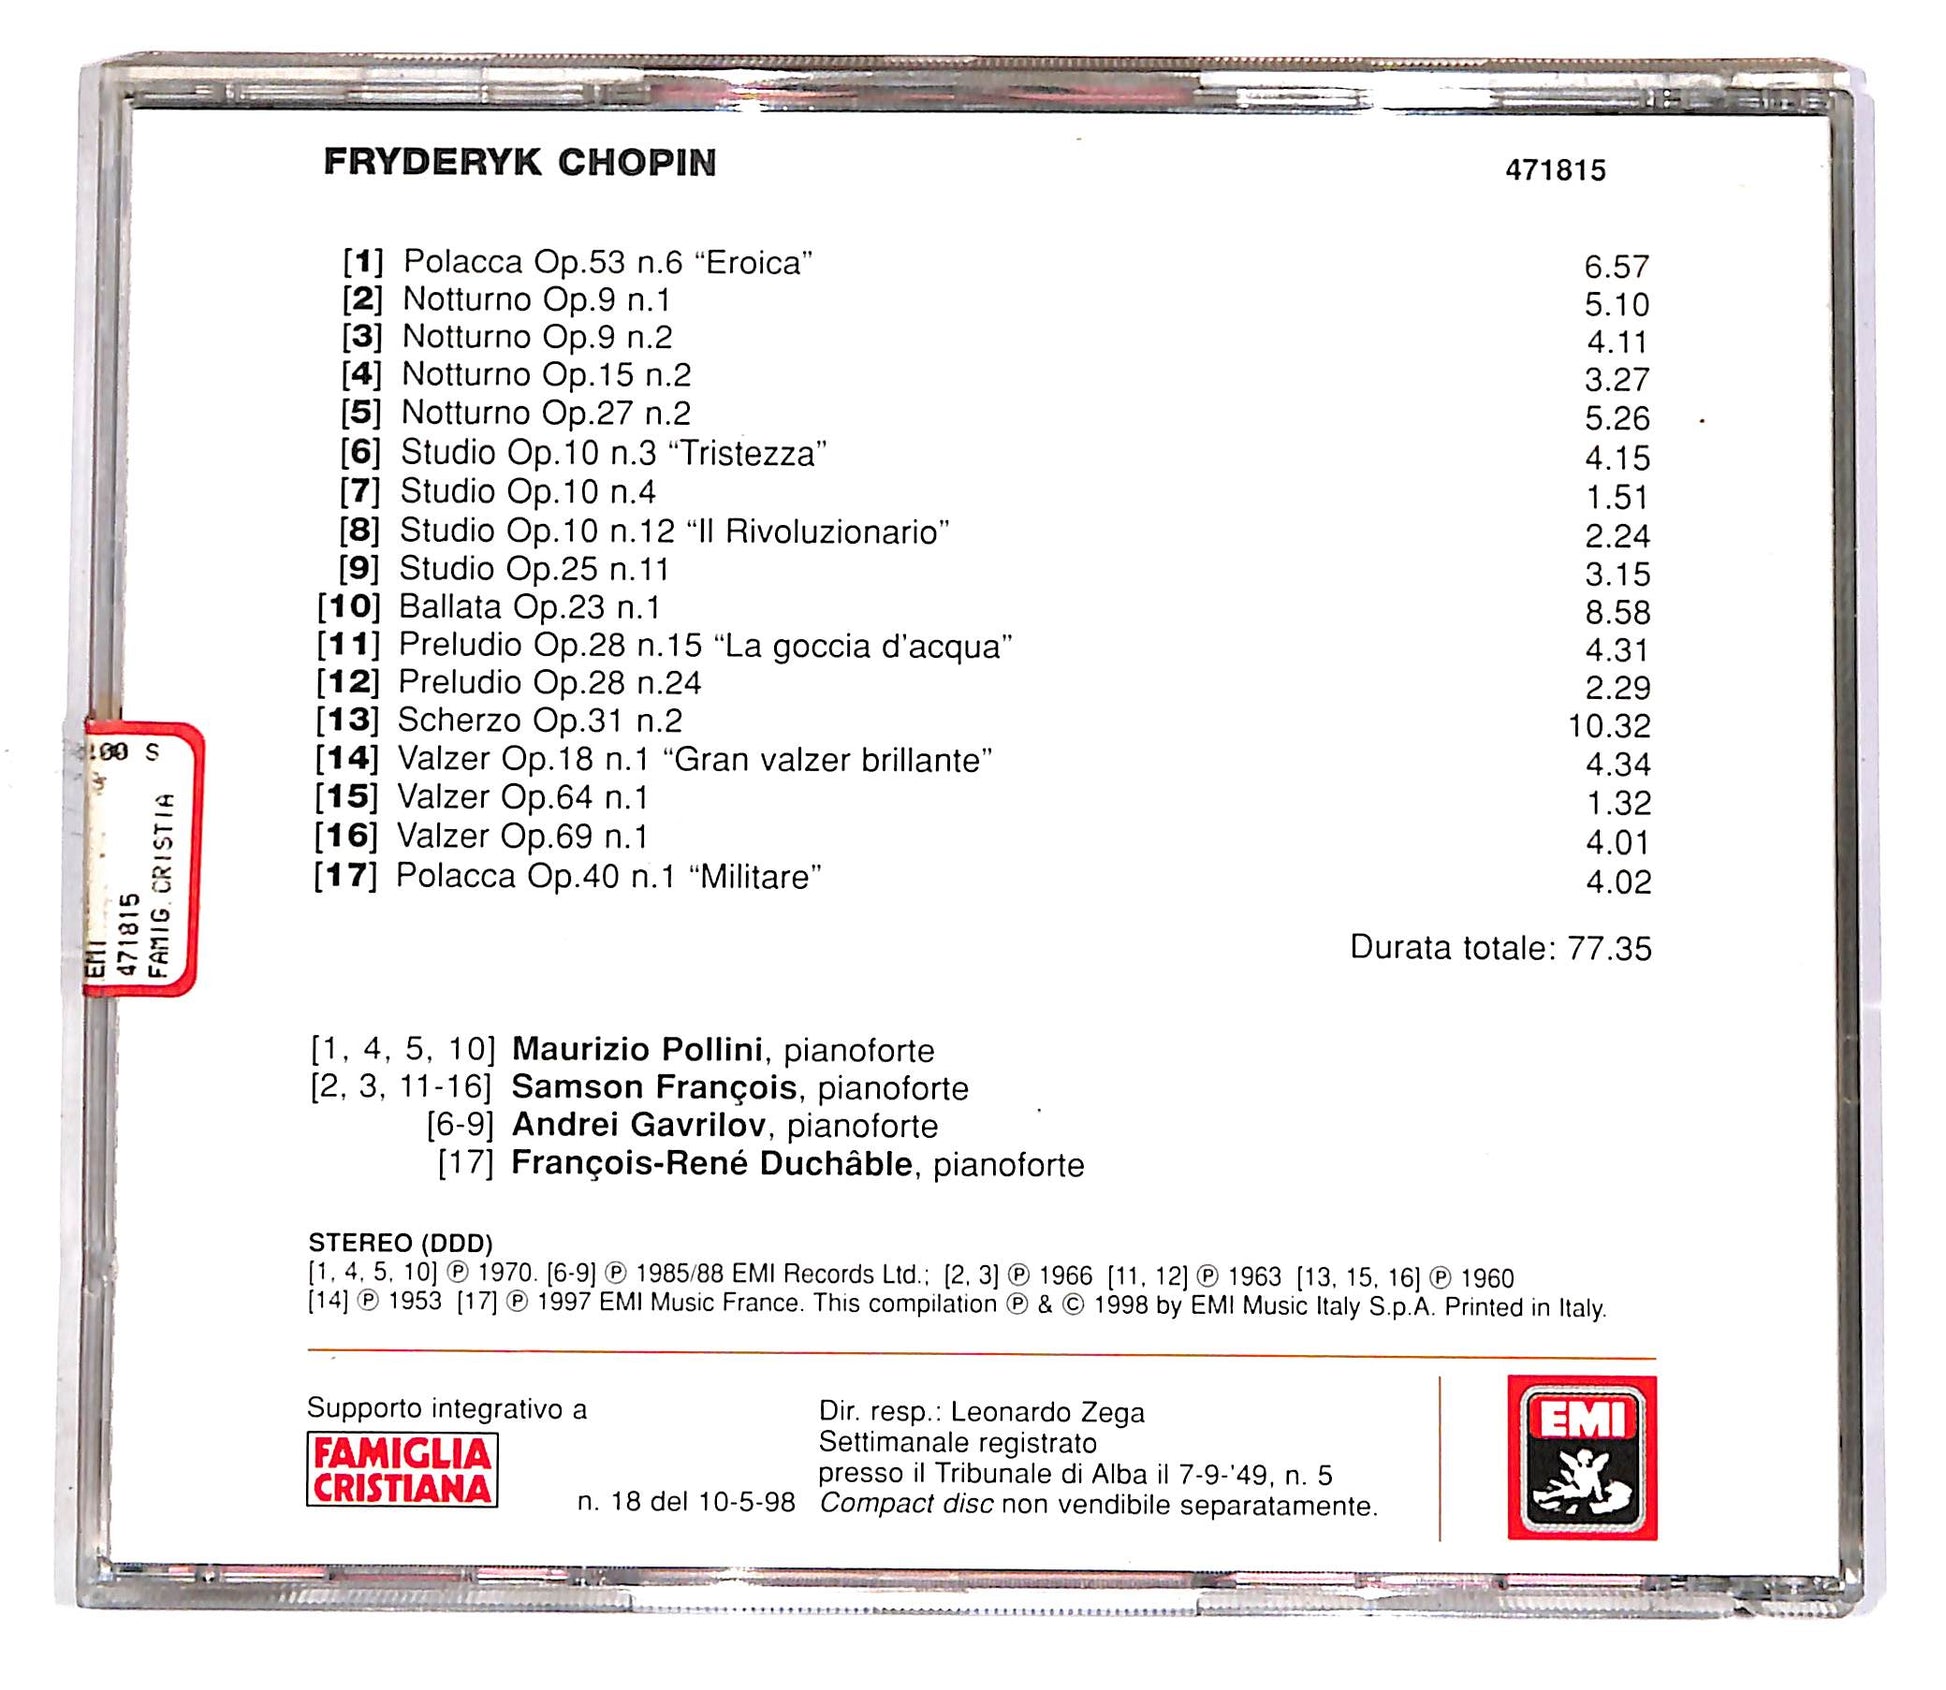 FRYDERYK CHOPIN 471815
[1] Polacca Op.53 n.6 “Eroica” 6.57
[2] Notturno Op.9 n.1 5.10
[3] Notturno Op.9 n.2 4.11
[4] Notturno Op.15 n.2 3.27
[5] Notturno Op.27 n.2 5.26
[6] Studio Op.10 n.3 “Tristezza” 4.15
[7] Studio Op.10 n.4 1.51
[8] Studio Op.10 n.12 “Il Rivoluzionario” 2.24
[9] Studio Op.25 n.11 3.15
[10] Ballata Op.23 n.1 8.58
[11] Preludio Op.28 n.15 “La goccia d'acqua” 4.31
[12] Preludio Op.28 n.24 2.29
[13] Scherzo Op.31 n.2 10.32
[14] Valzer Op.18 n.1 “Gran valzer brillante” 4.34
[15] Valzer Op.64 n.1 1.32
[16] Valzer Op.69 n.1 4.01
[17] Polacca Op.40 n.1 “Militare” 4.02
Durata totale: 77.35
S
EMI
471815
FAMIG.CRISTIA
[1, 4, 5, 10] Maurizio Pollini, pianoforte
[2, 3, 11-16] Samson François, pianoforte
[6-9] Andrei Gavrilov, pianoforte
[17] François-René Duchâble, pianoforte
STEREO (DDD)
[1, 4, 5, 10] ℗ 1970. [6-9] ℗ 1985/88 EMI Records Ltd.; [2, 3] ℗ 1966 [11, 12] ℗ 1963 [13, 15, 16] ℗ 1960
[14] ℗ 1953 [17] ℗ 1997 EMI Music France. This compilation ℗ & © 1998 by EMI Music Italy S.p.A. Printed in Italy.
Supporto integrativo a
FAMIGLIA
CRISTIANA
n. 18 del 10-5-98
Dir. resp.: Leonardo Zega
Settimanale registrato
presso il Tribunale di Alba il 7-9-'49, n. 5
Compact disc non vendibile separatamente.
EMI